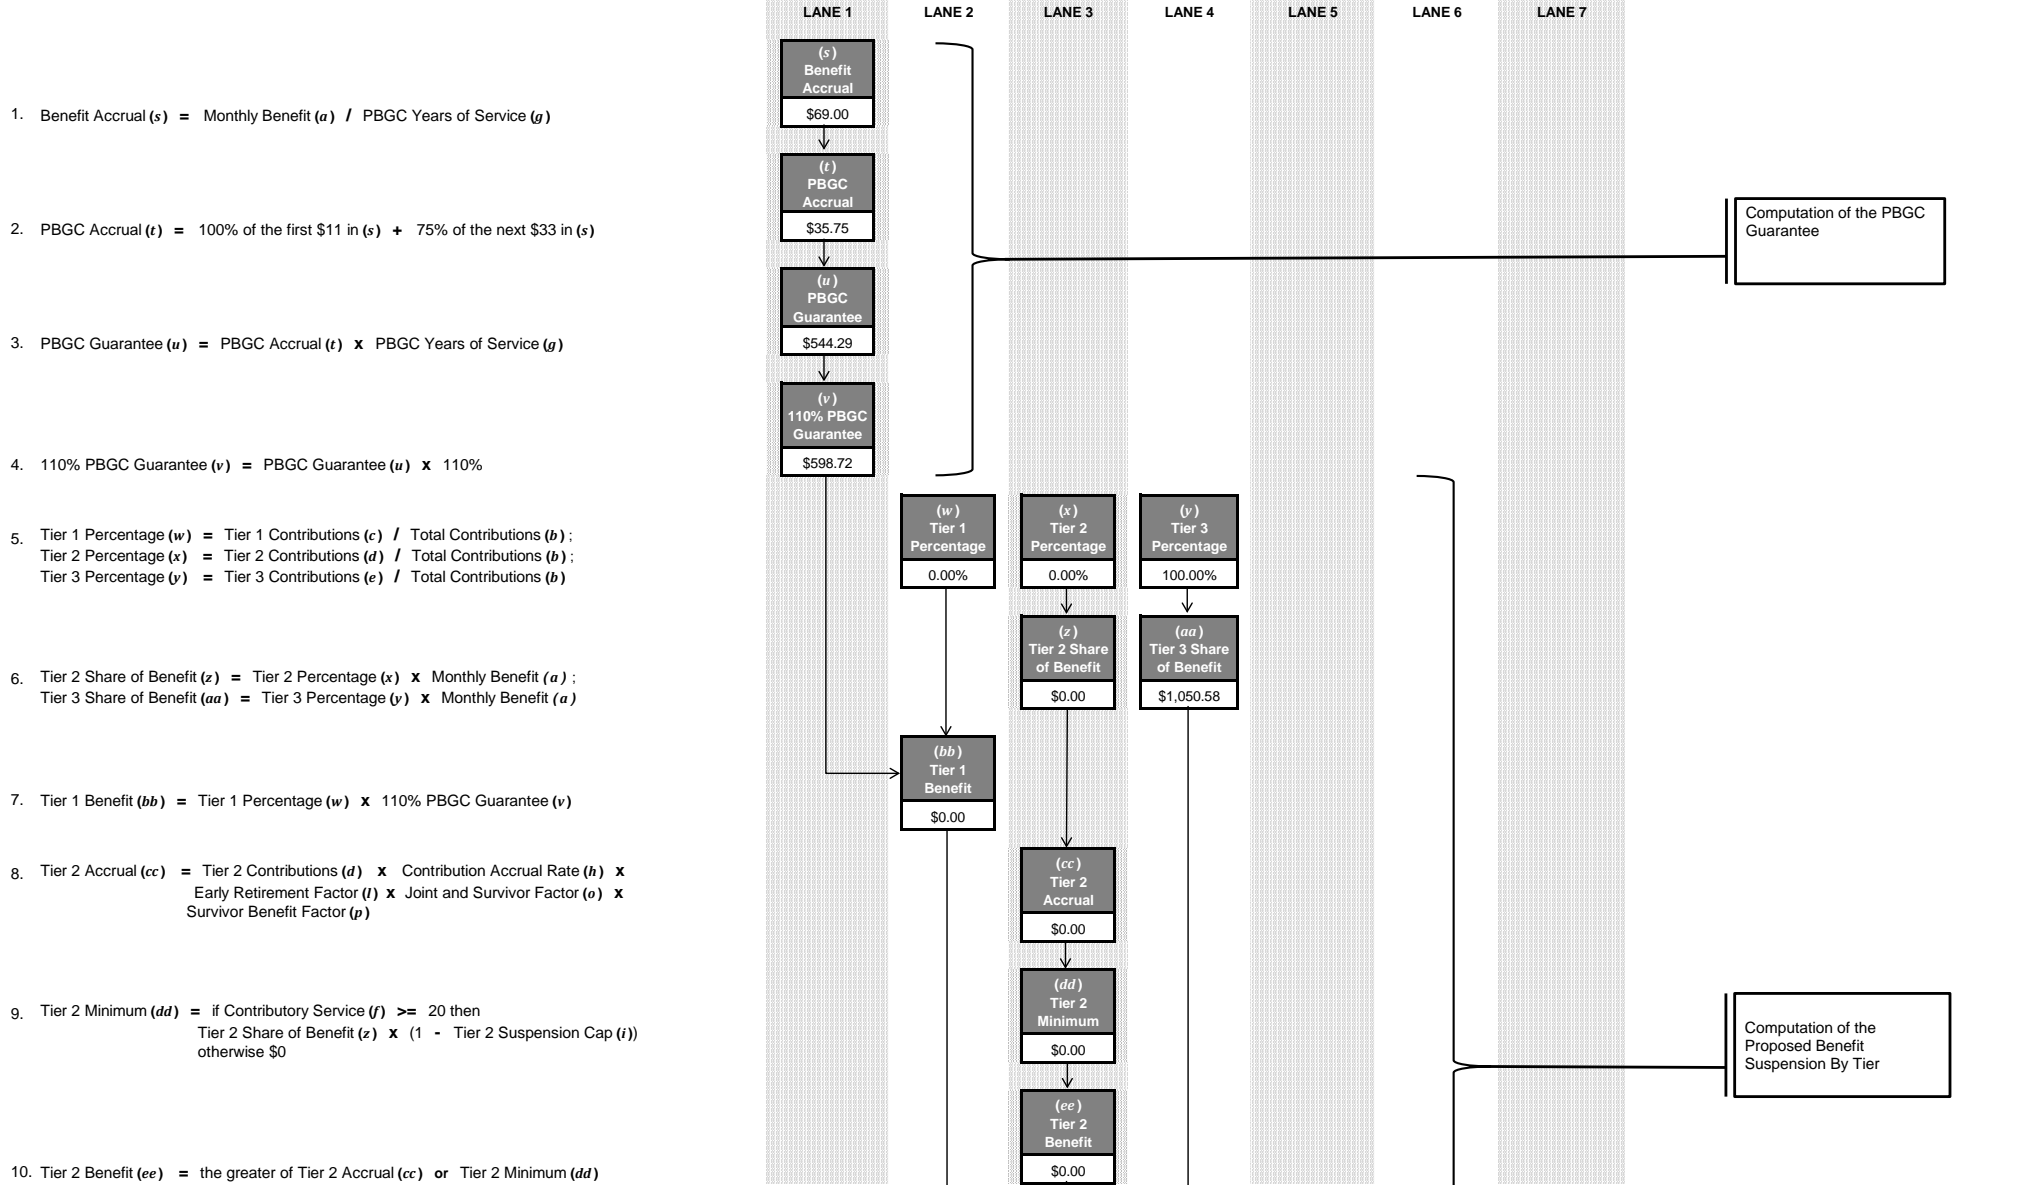 LANE 1 LANE 2 LANE 3 LANE 4 LANE 5 LANE 6 LANE 7
(s)
Benefit
Accrual
$69.00
1. Benefit Accrual (s) = Monthly Benefit (a) / PBGC Years of Service (g)
(t)
PBGC
Accrual
$35.75
2. PBGC Accrual (t) = 100% of the first $11 in (s) + 75% of the next $33 in (s)
Computation of the PBGC
Guarantee
(u)
PBGC
Guarantee
$544.29
3. PBGC Guarantee (u) = PBGC Accrual (t) x PBGC Years of Service (g)
(v)
110% PBGC
Guarantee
$598.72
4. 110% PBGC Guarantee (v) = PBGC Guarantee (u) x 110%
(w)
Tier 1
Percentage
0.00%
(x)
Tier 2
Percentage
0.00%
(y)
Tier 3
Percentage
100.00%
5. Tier 1 Percentage (w) = Tier 1 Contributions (c) / Total Contributions (b) ;
Tier 2 Percentage (x) = Tier 2 Contributions (d) / Total Contributions (b) ;
Tier 3 Percentage (y) = Tier 3 Contributions (e) / Total Contributions (b)
(z)
Tier 2 Share
of Benefit
$0.00
(aa)
Tier 3 Share
of Benefit
$1,050.58
6. Tier 2 Share of Benefit (z) = Tier 2 Percentage (x) x Monthly Benefit (a) ;
Tier 3 Share of Benefit (aa) = Tier 3 Percentage (y) x Monthly Benefit (a)
(bb)
Tier 1
Benefit
$0.00
7. Tier 1 Benefit (bb) = Tier 1 Percentage (w) x 110% PBGC Guarantee (v)
(cc)
Tier 2
Accrual
$0.00
8. Tier 2 Accrual (cc) = Tier 2 Contributions (d) x Contribution Accrual Rate (h) x
Early Retirement Factor (l) x Joint and Survivor Factor (o) x
Survivor Benefit Factor (p)
(dd)
Tier 2
Minimum
$0.00
9. Tier 2 Minimum (dd) = if Contributory Service (f) >= 20 then
Tier 2 Share of Benefit (z) x (1 - Tier 2 Suspension Cap (i))
otherwise $0
Computation of the
Proposed Benefit
Suspension By Tier
(ee)
Tier 2
Benefit
$0.00
10. Tier 2 Benefit (ee) = the greater of Tier 2 Accrual (cc) or Tier 2 Minimum (dd)